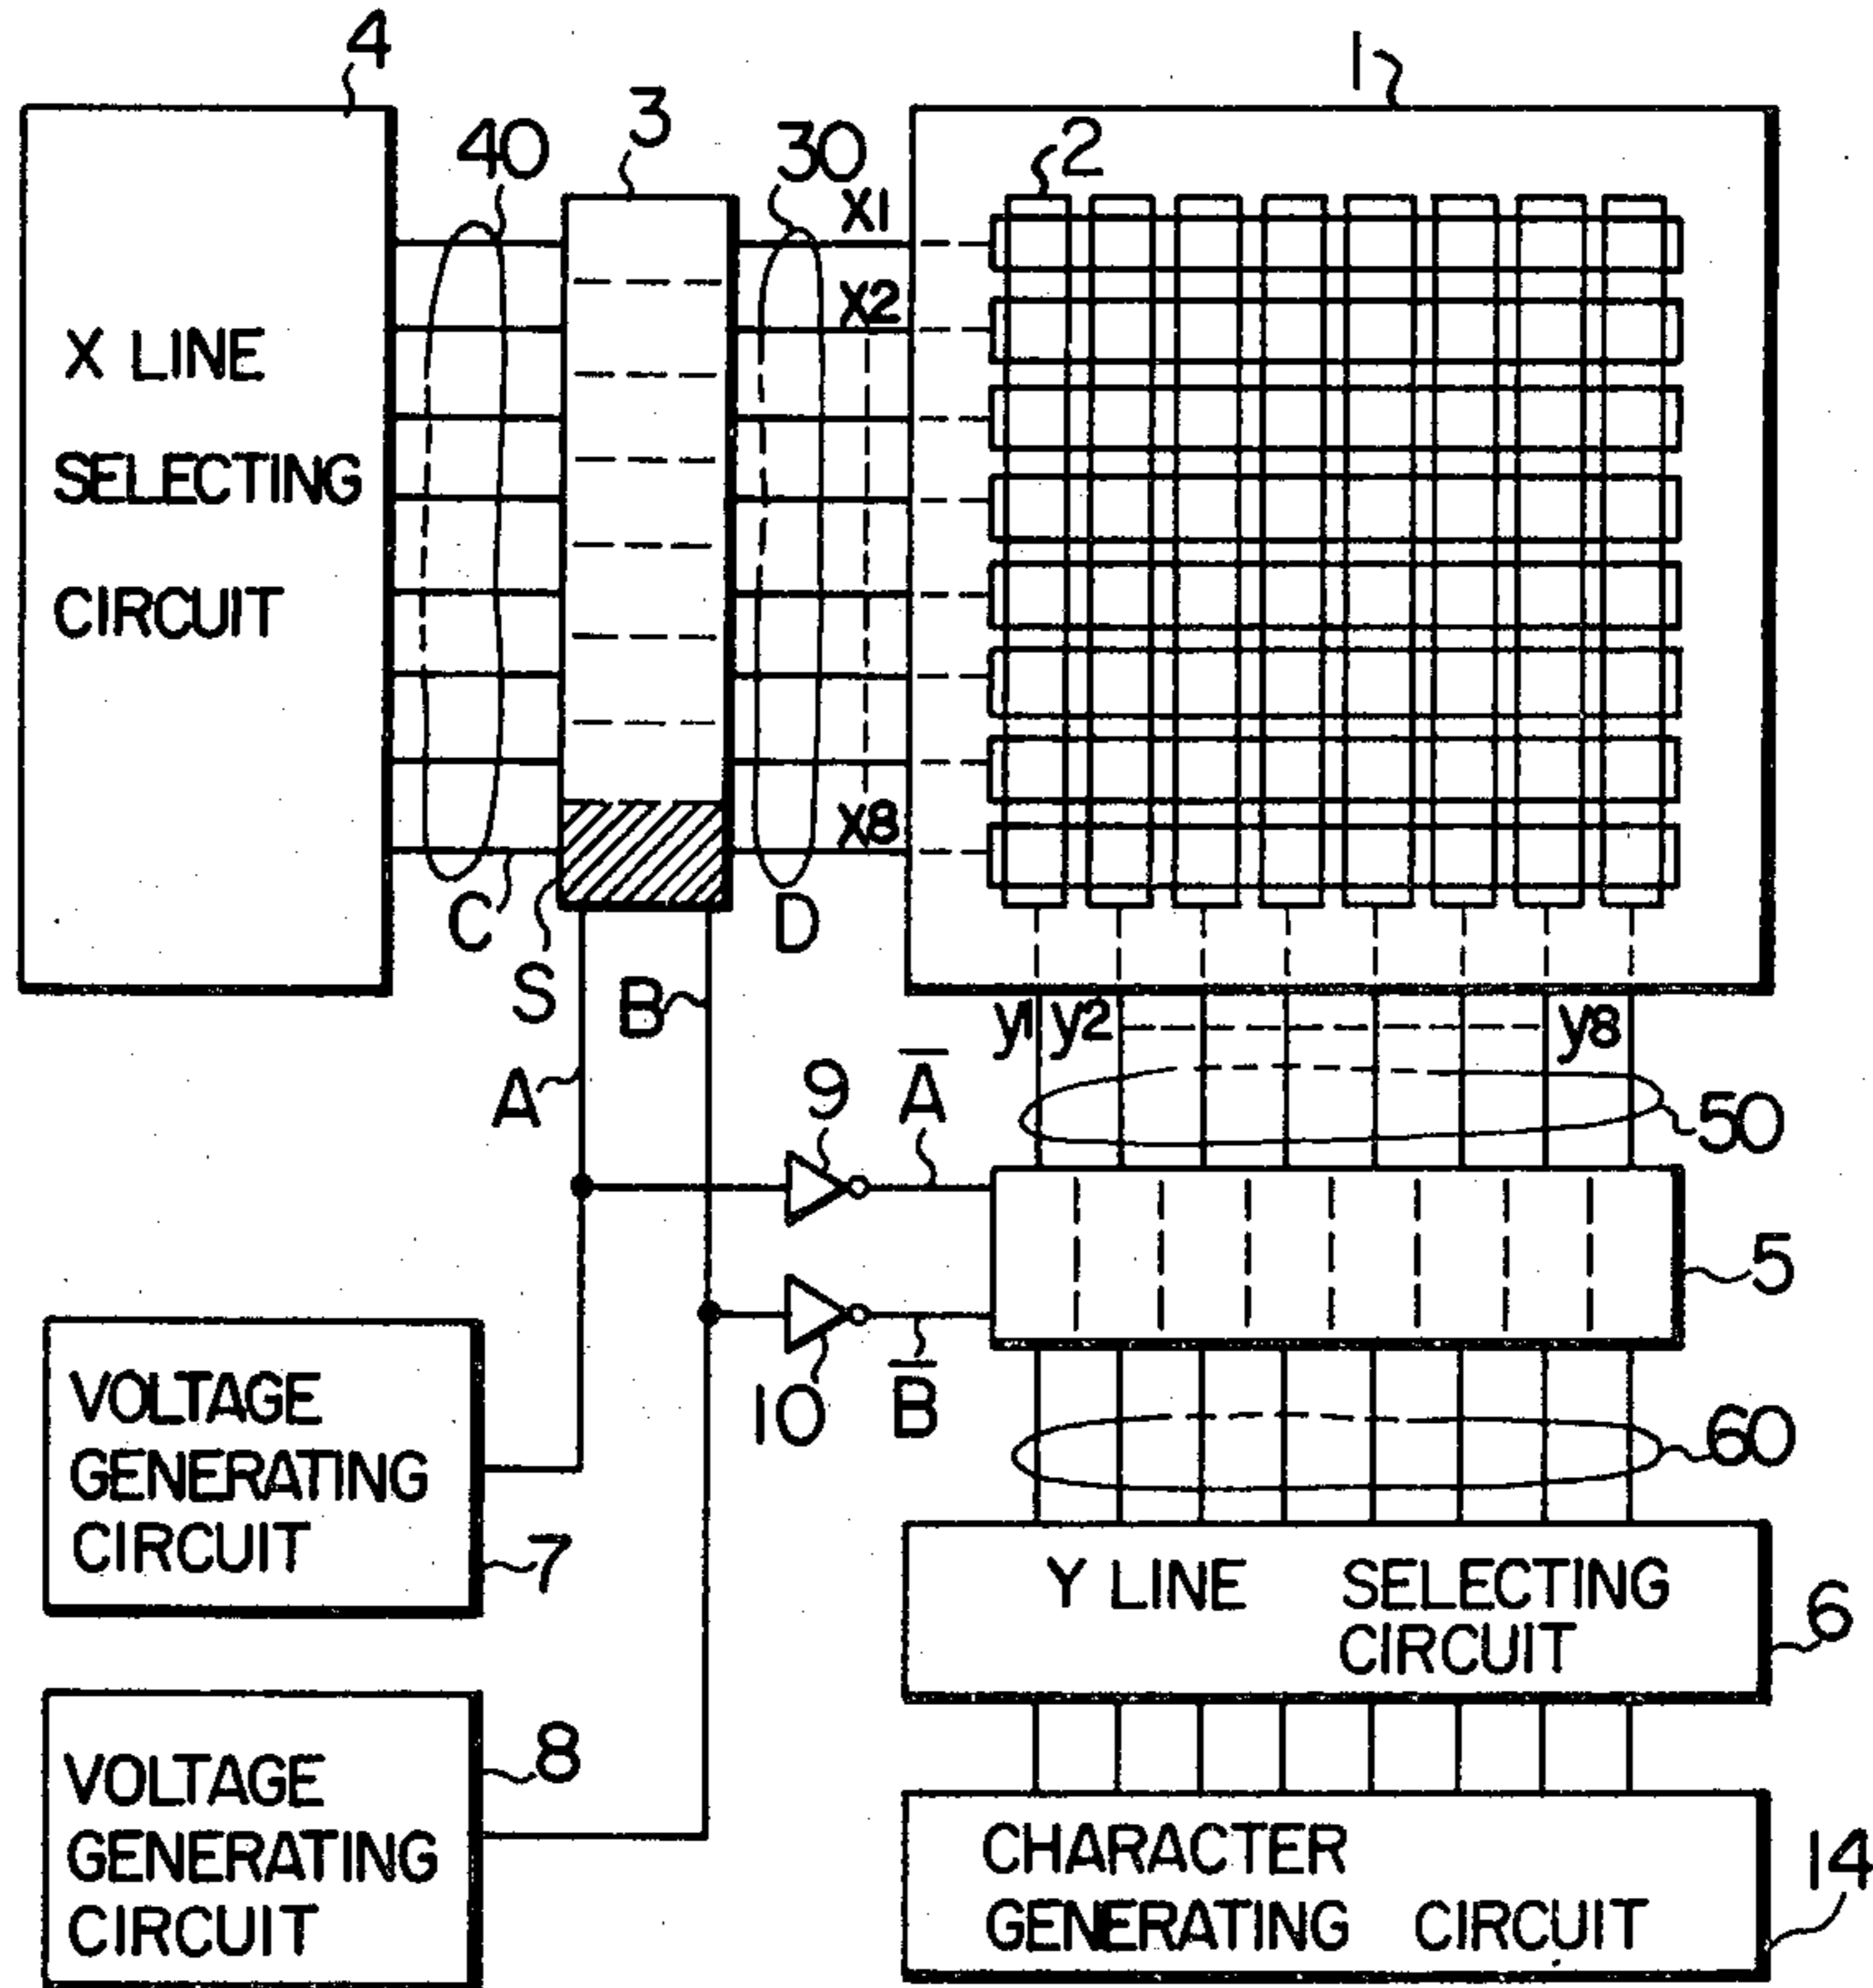 4
1
3
40
30
X1
2
X2
X LINE
SELECTING
CIRCUIT
X8
C
S
D
B
A
y1 y2
y8
9
A̅
50
5
10
B̅
VOLTAGE
GENERATING
CIRCUIT
7
60
Y LINE SELECTING
CIRCUIT
6
VOLTAGE
GENERATING
CIRCUIT
8
CHARACTER
GENERATING CIRCUIT
14